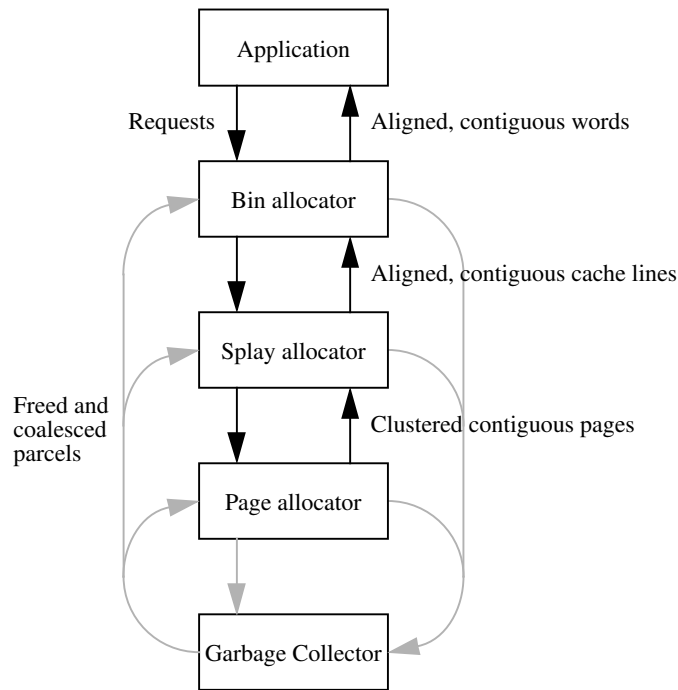 Application
Requests
Aligned, contiguous words
Bin allocator
Aligned, contiguous cache lines
Splay allocator
Freed and
coalesced
parcels
Clustered contiguous pages
Page allocator
Garbage Collector